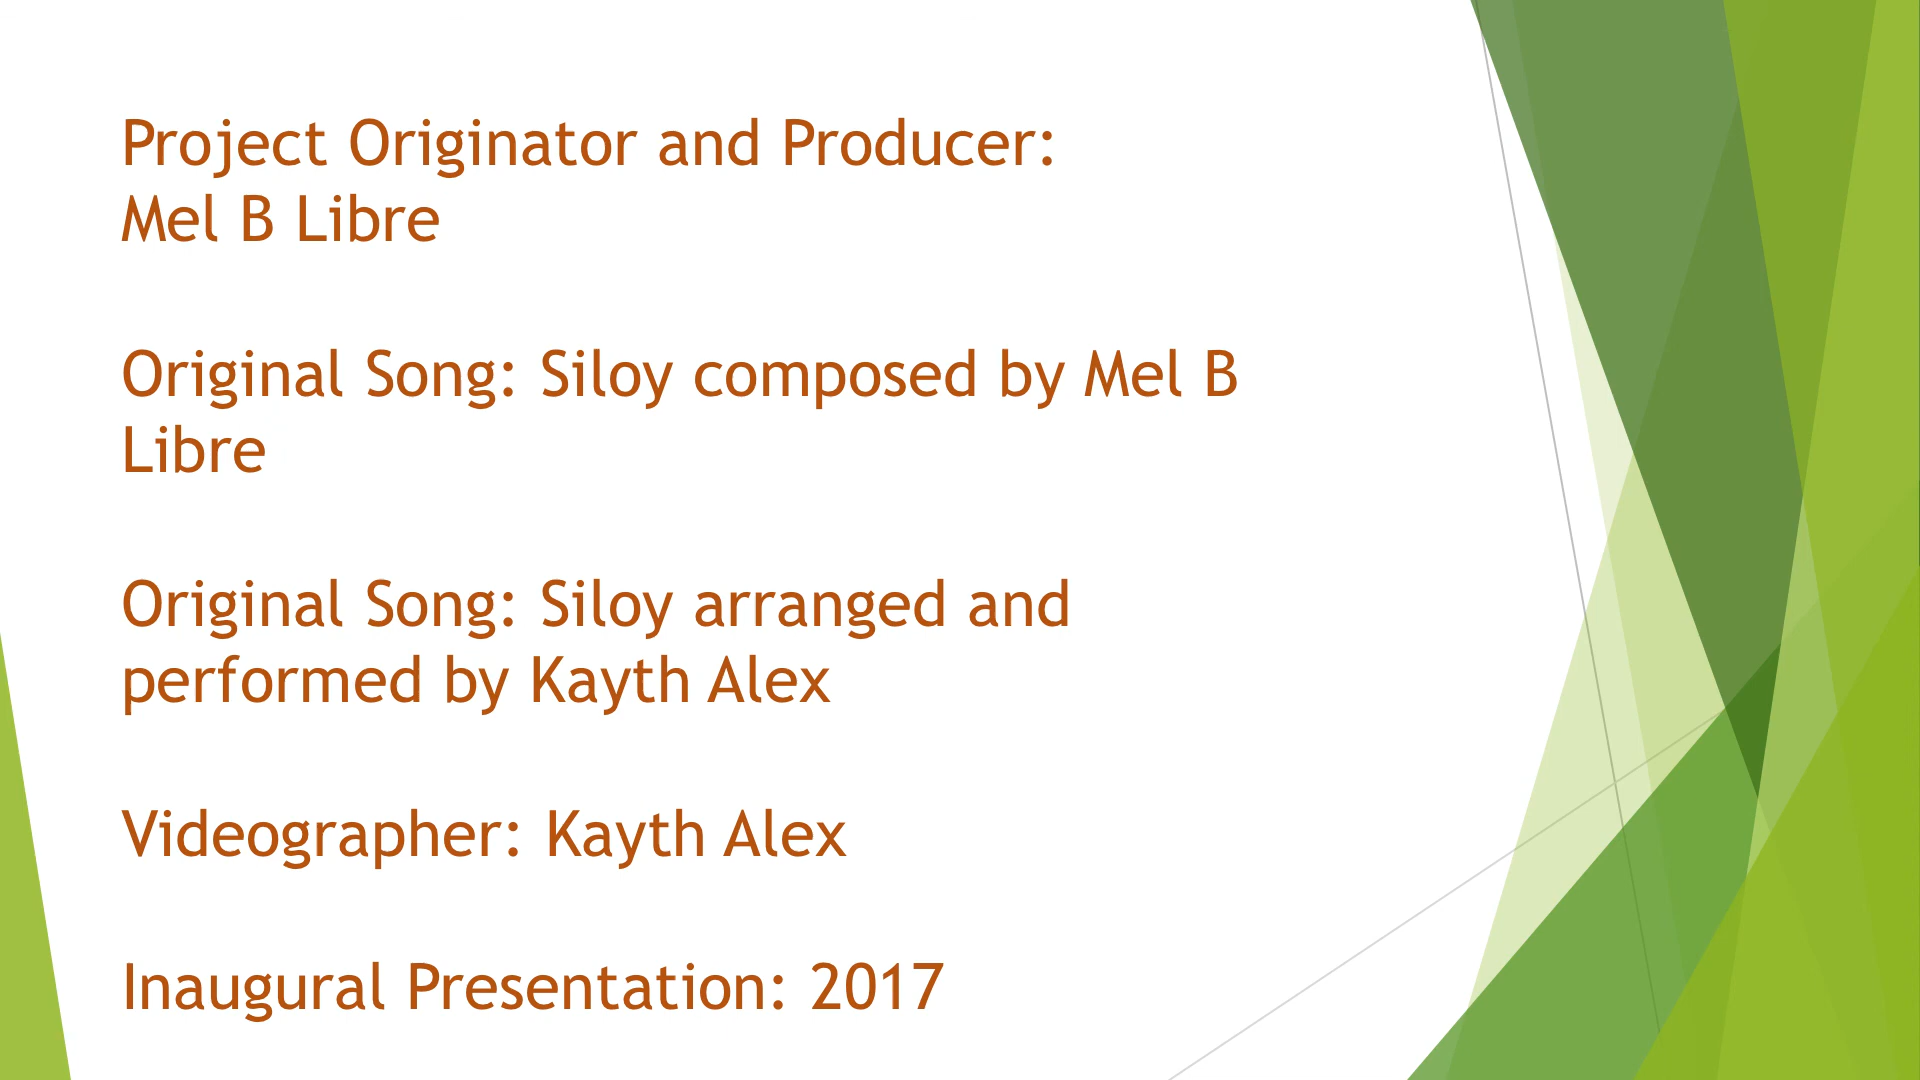 Project Originator and Producer:
Mel B Libre
Original Song: Siloy composed by Mel B
Libre
Original Song: Siloy arranged and
performed by Kayth Alex
Videographer: Kayth Alex
Inaugural Presentation: 2017